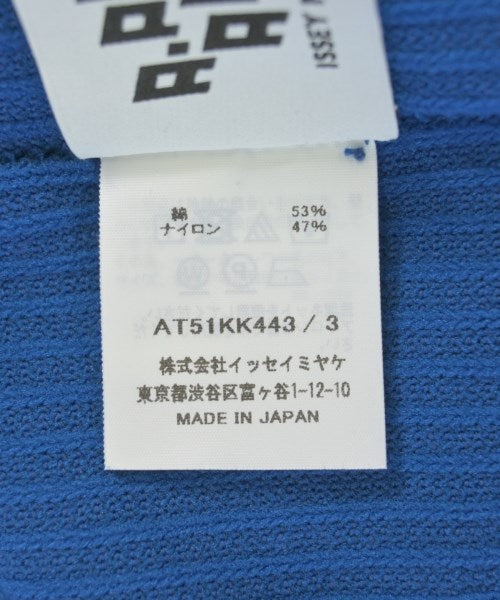 A·P
A
ISSEY
綿 53%
ナイロン 47%
AT51KK443 / 3
株式会社イッセイミヤケ
東京都渋谷区富ヶ谷1-12-10
MADE IN JAPAN